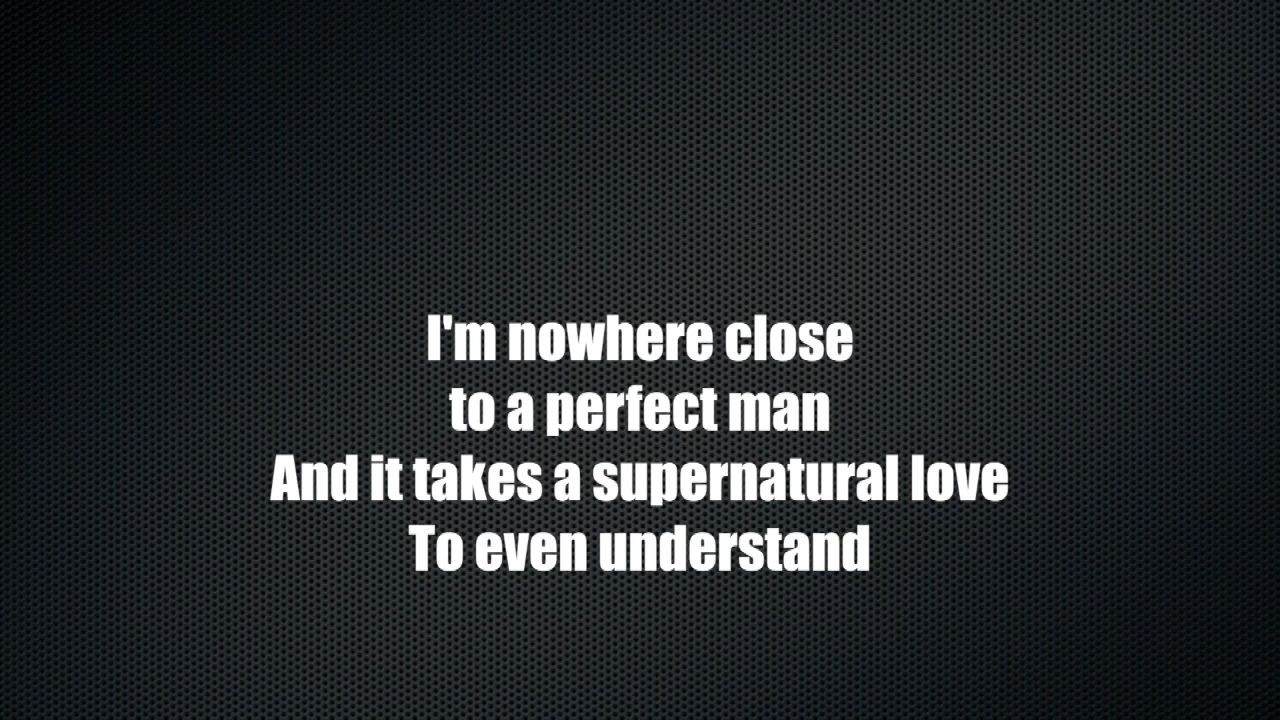 I'm nowhere close
to a perfect man
And it takes a supernatural love
To even understand